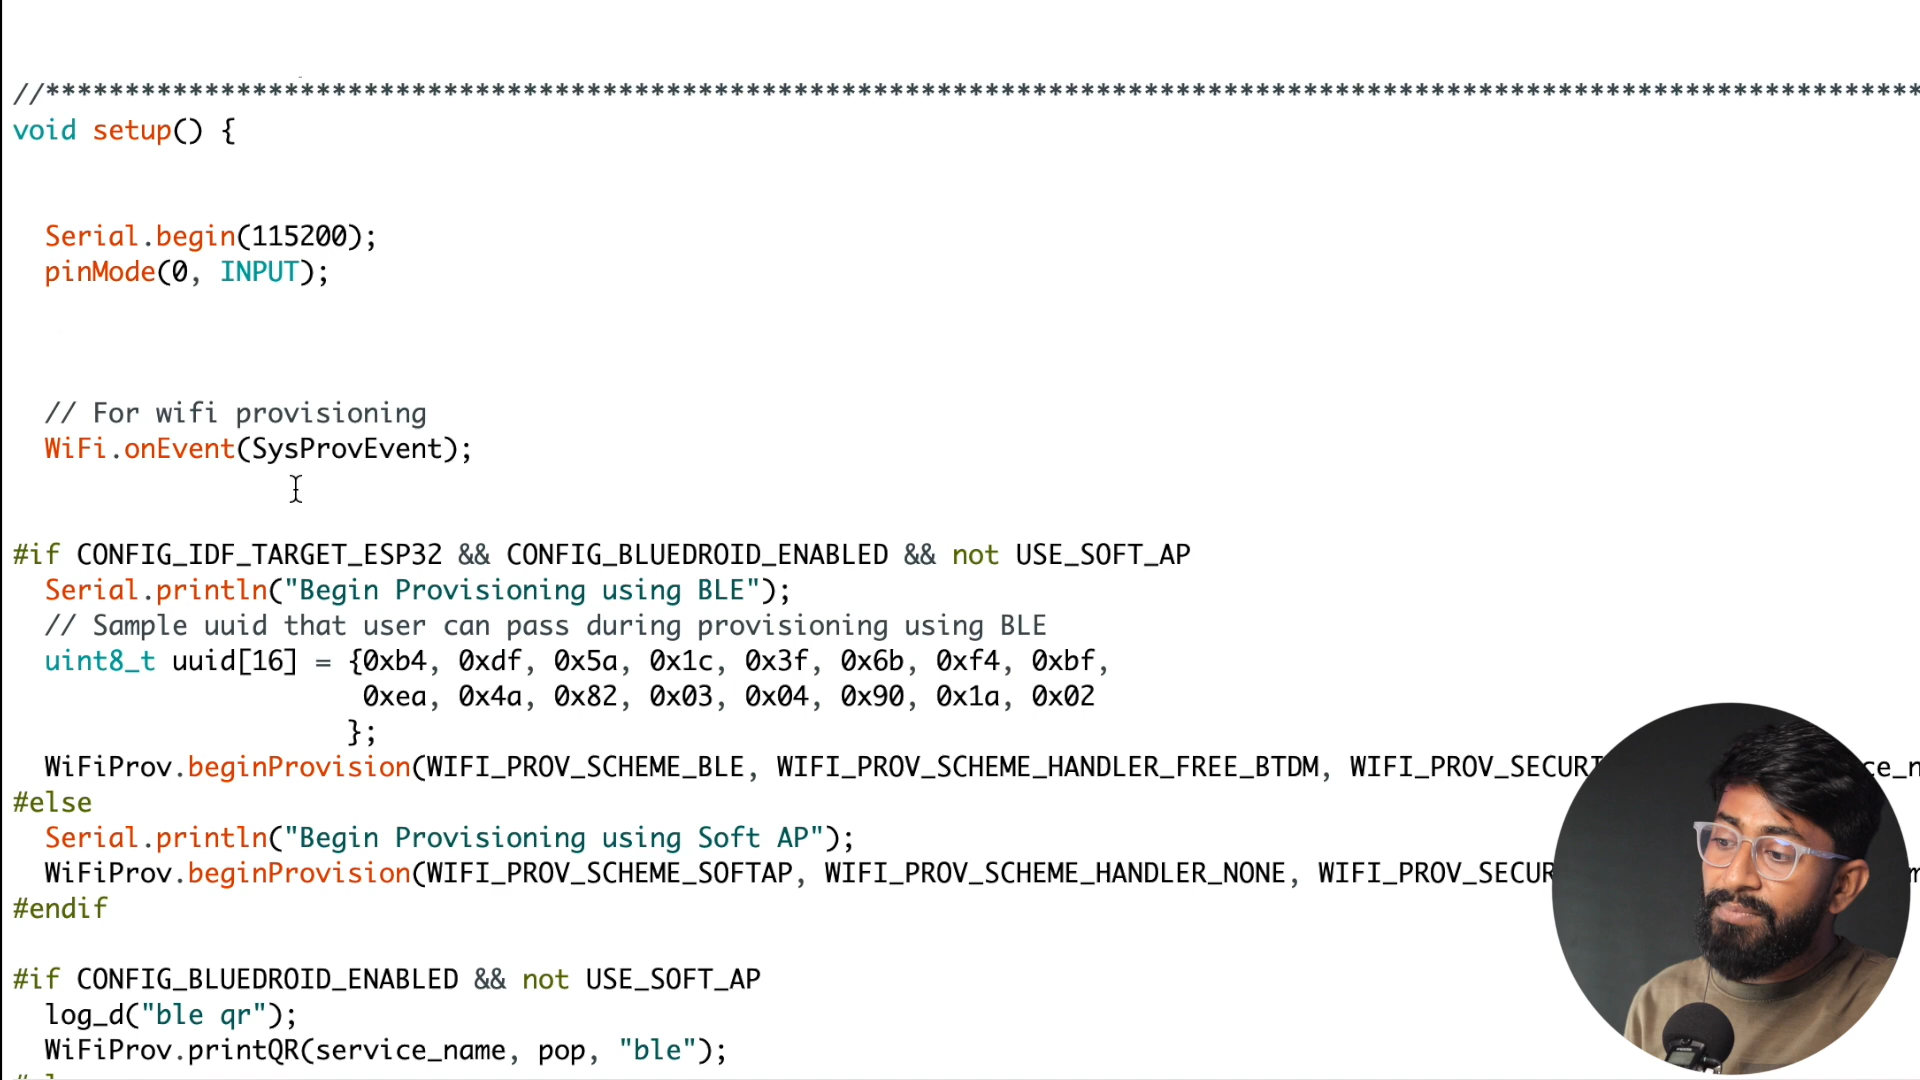 //**********************************************************************************************************************
void setup() {
Serial.begin(115200);
pinMode(0, INPUT);
// For wifi provisioning
WiFi.onEvent(SysProvEvent);
#if CONFIG_IDF_TARGET_ESP32 && CONFIG_BLUEDROID_ENABLED && not USE_SOFT_AP
Serial.println("Begin Provisioning using BLE");
// Sample uuid that user can pass during provisioning using BLE
uint8_t uuid[16] = {0xb4, 0xdf, 0x5a, 0x1c, 0x3f, 0x6b, 0xf4, 0xbf,
0xea, 0x4a, 0x82, 0x03, 0x04, 0x90, 0x1a, 0x02
};
WiFiProv.beginProvision(WIFI_PROV_SCHEME_BLE, WIFI_PROV_SCHEME_HANDLER_FREE_BTDM, WIFI_PROV_SECURI
#else
Serial.println("Begin Provisioning using Soft AP");
WiFiProv.beginProvision(WIFI_PROV_SCHEME_SOFTAP, WIFI_PROV_SCHEME_HANDLER_NONE, WIFI_PROV_SECUR
#endif
#if CONFIG_BLUEDROID_ENABLED && not USE_SOFT_AP
log_d("ble qr");
WiFiProv.printQR(service_name, pop, "ble");